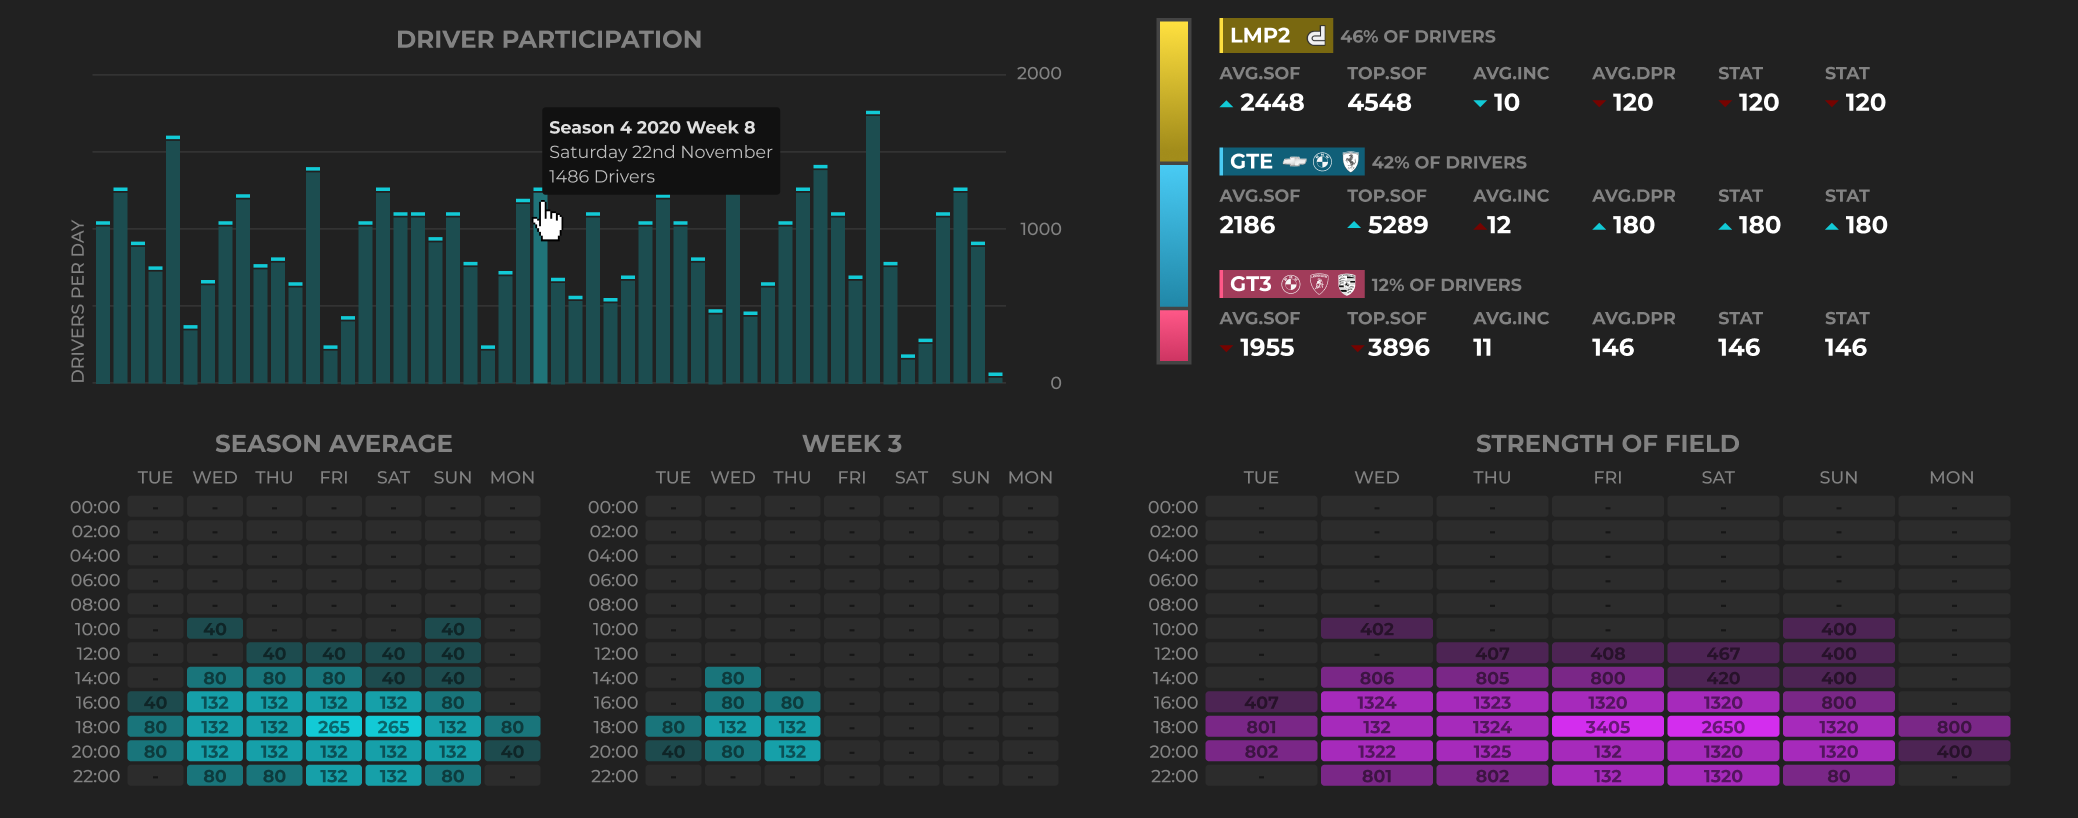 DRIVER PARTICIPATION
2000
1000
0
DRIVERS PER DAY
Season 4 2020 Week 8
Saturday 22nd November
1486 Drivers
LMP2 46% OF DRIVERS
AVG.SOF TOP.SOF AVG.INC AVG.DPR STAT STAT
2448 4548 10 120 120 120
GTE 42% OF DRIVERS
AVG.SOF TOP.SOF AVG.INC AVG.DPR STAT STAT
2186 5289 12 180 180 180
GT3 12% OF DRIVERS
AVG.SOF TOP.SOF AVG.INC AVG.DPR STAT STAT
1955 3896 11 146 146 146
SEASON AVERAGE
TUE WED THU FRI SAT SUN MON
00:00 - - - - - - -
02:00 - - - - - - -
04:00 - - - - - - -
06:00 - - - - - - -
08:00 - - - - - - -
10:00 - 40 - - - 40 -
12:00 - - 40 40 40 40 -
14:00 - 80 80 80 40 40 -
16:00 40 132 132 132 132 80 -
18:00 80 132 132 265 265 132 80
20:00 80 132 132 132 132 132 40
22:00 - 80 80 132 132 80 -
WEEK 3
TUE WED THU FRI SAT SUN MON
00:00 - - - - - - -
02:00 - - - - - - -
04:00 - - - - - - -
06:00 - - - - - - -
08:00 - - - - - - -
10:00 - - - - - - -
12:00 - - - - - - -
14:00 - 80 - - - - -
16:00 - 80 80 - - - -
18:00 80 132 132 - - - -
20:00 40 80 132 - - - -
22:00 - - - - - - -
STRENGTH OF FIELD
TUE WED THU FRI SAT SUN MON
00:00 - - - - - - -
02:00 - - - - - - -
04:00 - - - - - - -
06:00 - - - - - - -
08:00 - - - - - - -
10:00 - 402 - - - 400 -
12:00 - - 407 408 467 400 -
14:00 - 806 805 800 420 400 -
16:00 407 1324 1323 1320 1320 800 -
18:00 801 132 1324 3405 2650 1320 800
20:00 802 1322 1325 132 1320 1320 400
22:00 - 801 802 132 1320 80 -